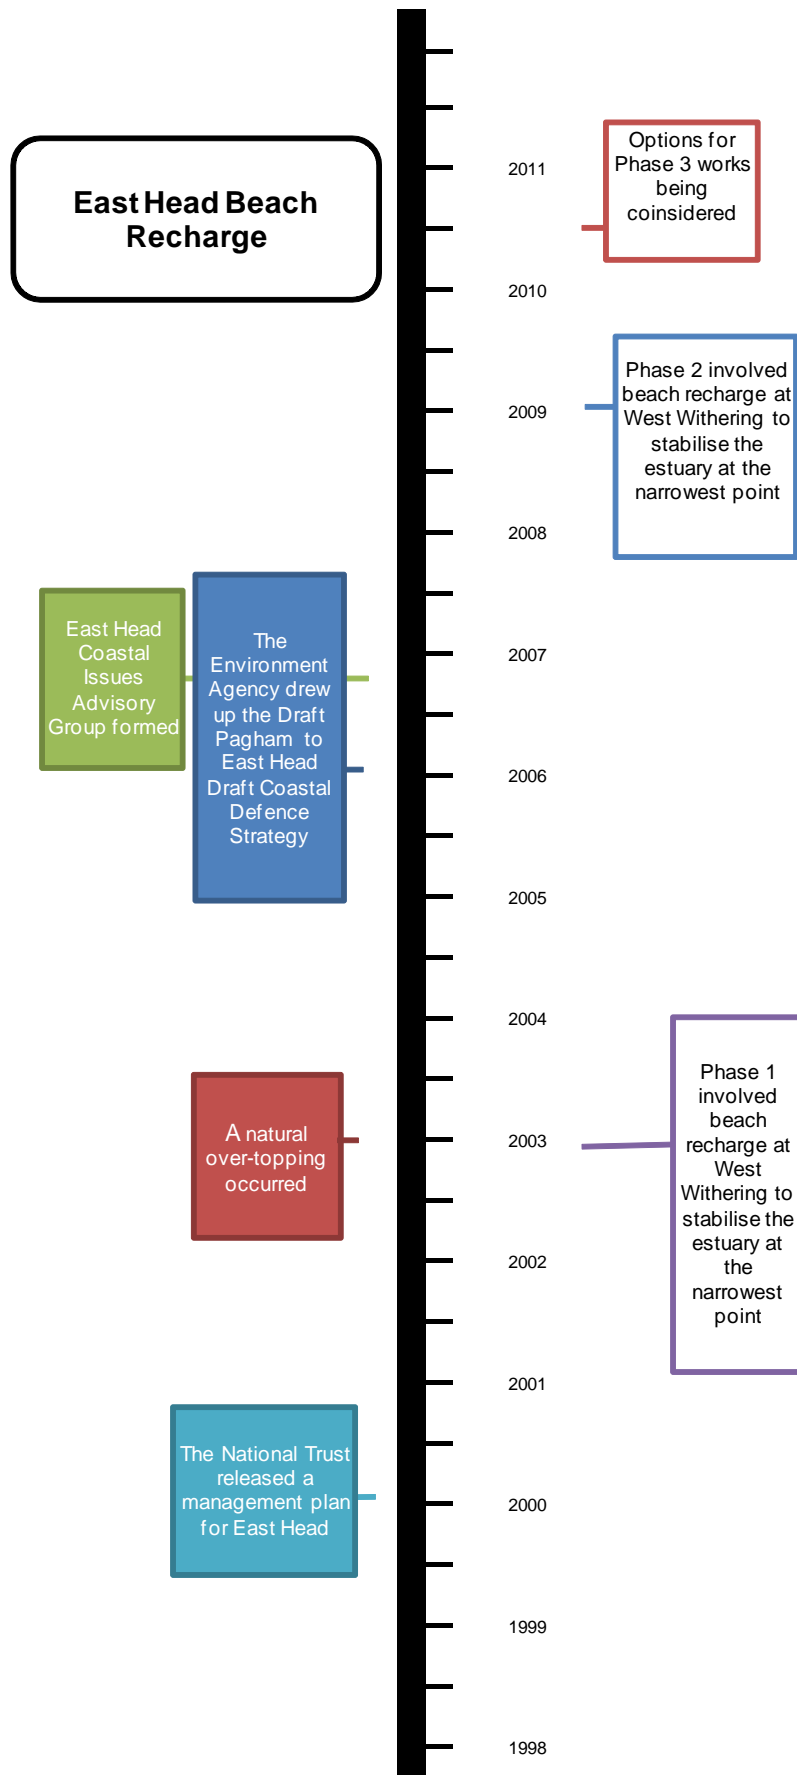 East Head Beach
Recharge
2011
Options for
Phase 3 works
being
coinsidered
2010
Phase 2 involved
beach recharge at
West Withering to
stabilise the
estuary at the
narrowest point
2009
2008
East Head
Coastal
Issues
Advisory
Group formed
The
Environment
Agency drew
up the Draft
Pagham to
East Head
Draft Coastal
Defence
Strategy
2007
2006
2005
2004
A natural
over-topping
occurred
2003
Phase 1
involved
beach
recharge at
West
Withering to
stabilise the
estuary at
the
narrowest
point
2002
2001
The National Trust
released a
management plan
for East Head
2000
1999
1998